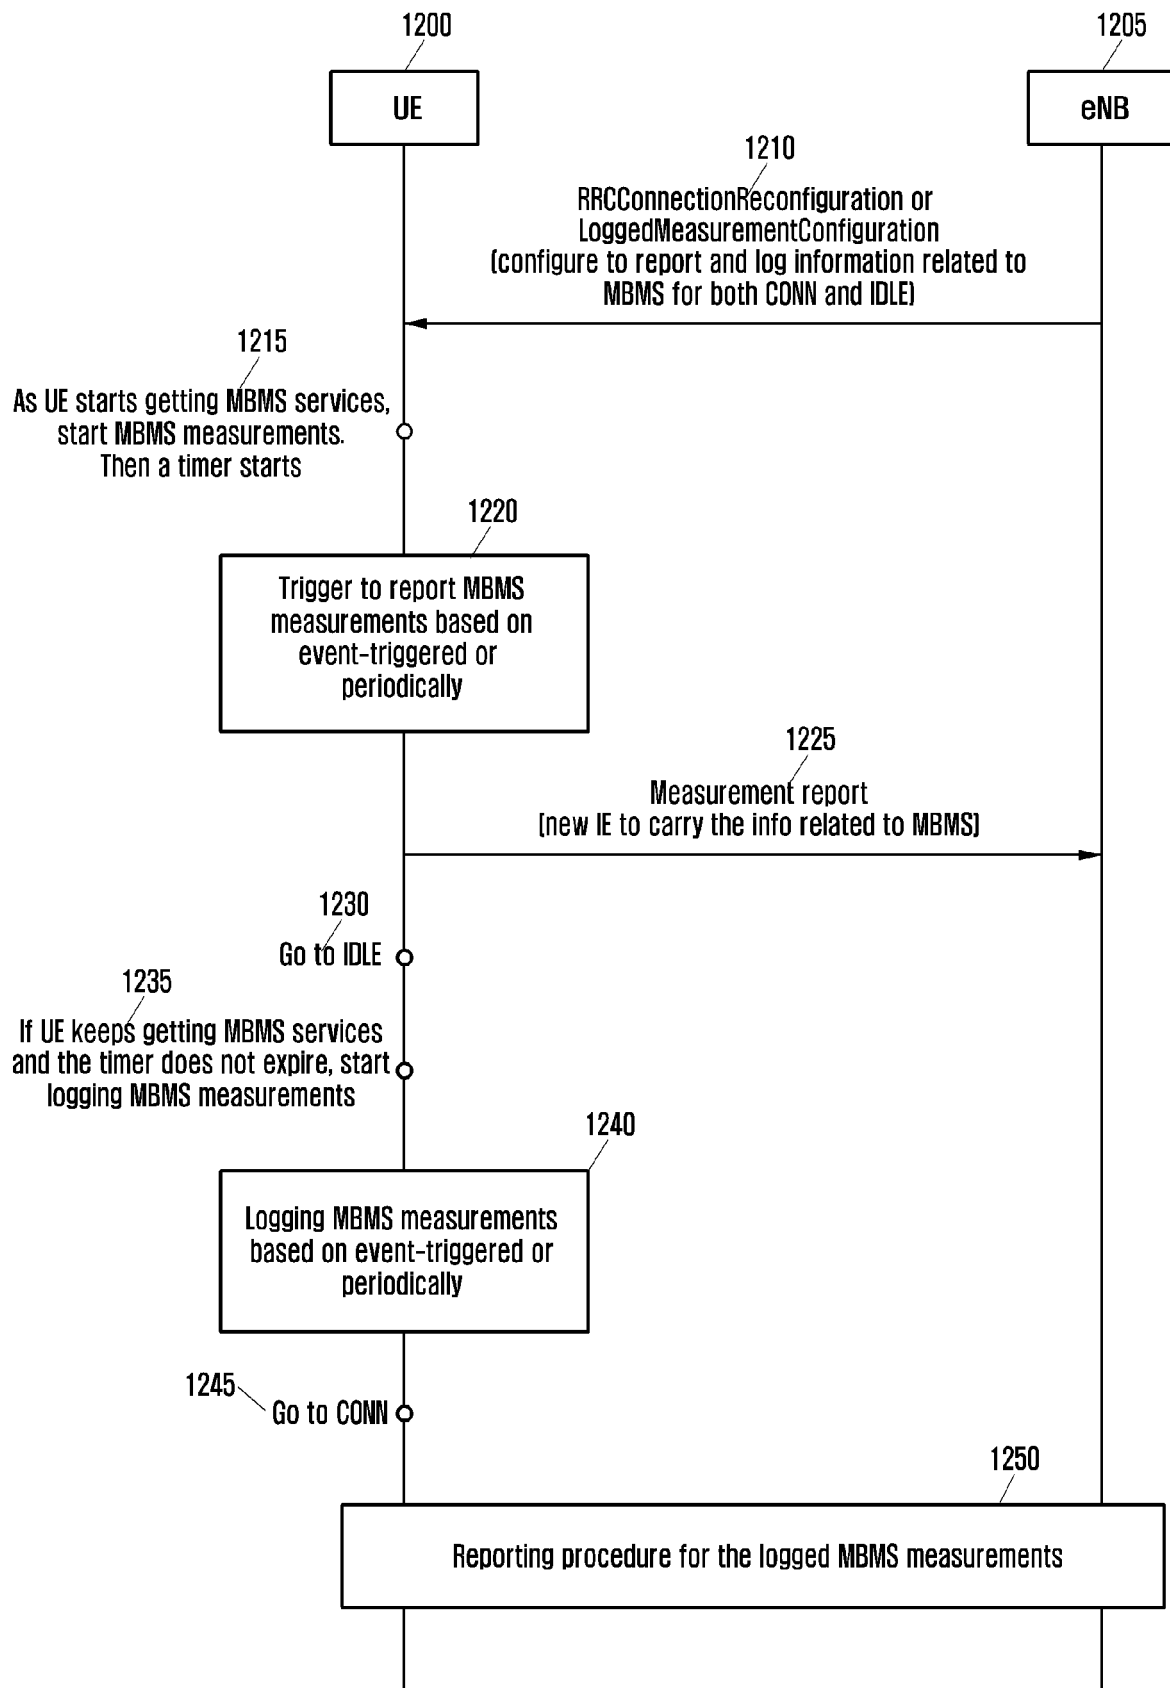 1200
1205
UE
eNB
1210
RRCConnectionReconfiguration or
LoggedMeasurementConfiguration
(configure to report and log information related to
MBMS for both CONN and IDLE)
1215
As UE starts getting MBMS services,
start MBMS measurements.
Then a timer starts
1220
Trigger to report MBMS
measurements based on
event-triggered or
periodically
1225
Measurement report
(new IE to carry the info related to MBMS)
1230
Go to IDLE
1235
If UE keeps getting MBMS services
and the timer does not expire, start
logging MBMS measurements
1240
Logging MBMS measurements
based on event-triggered or
periodically
1245
Go to CONN
1250
Reporting procedure for the logged MBMS measurements